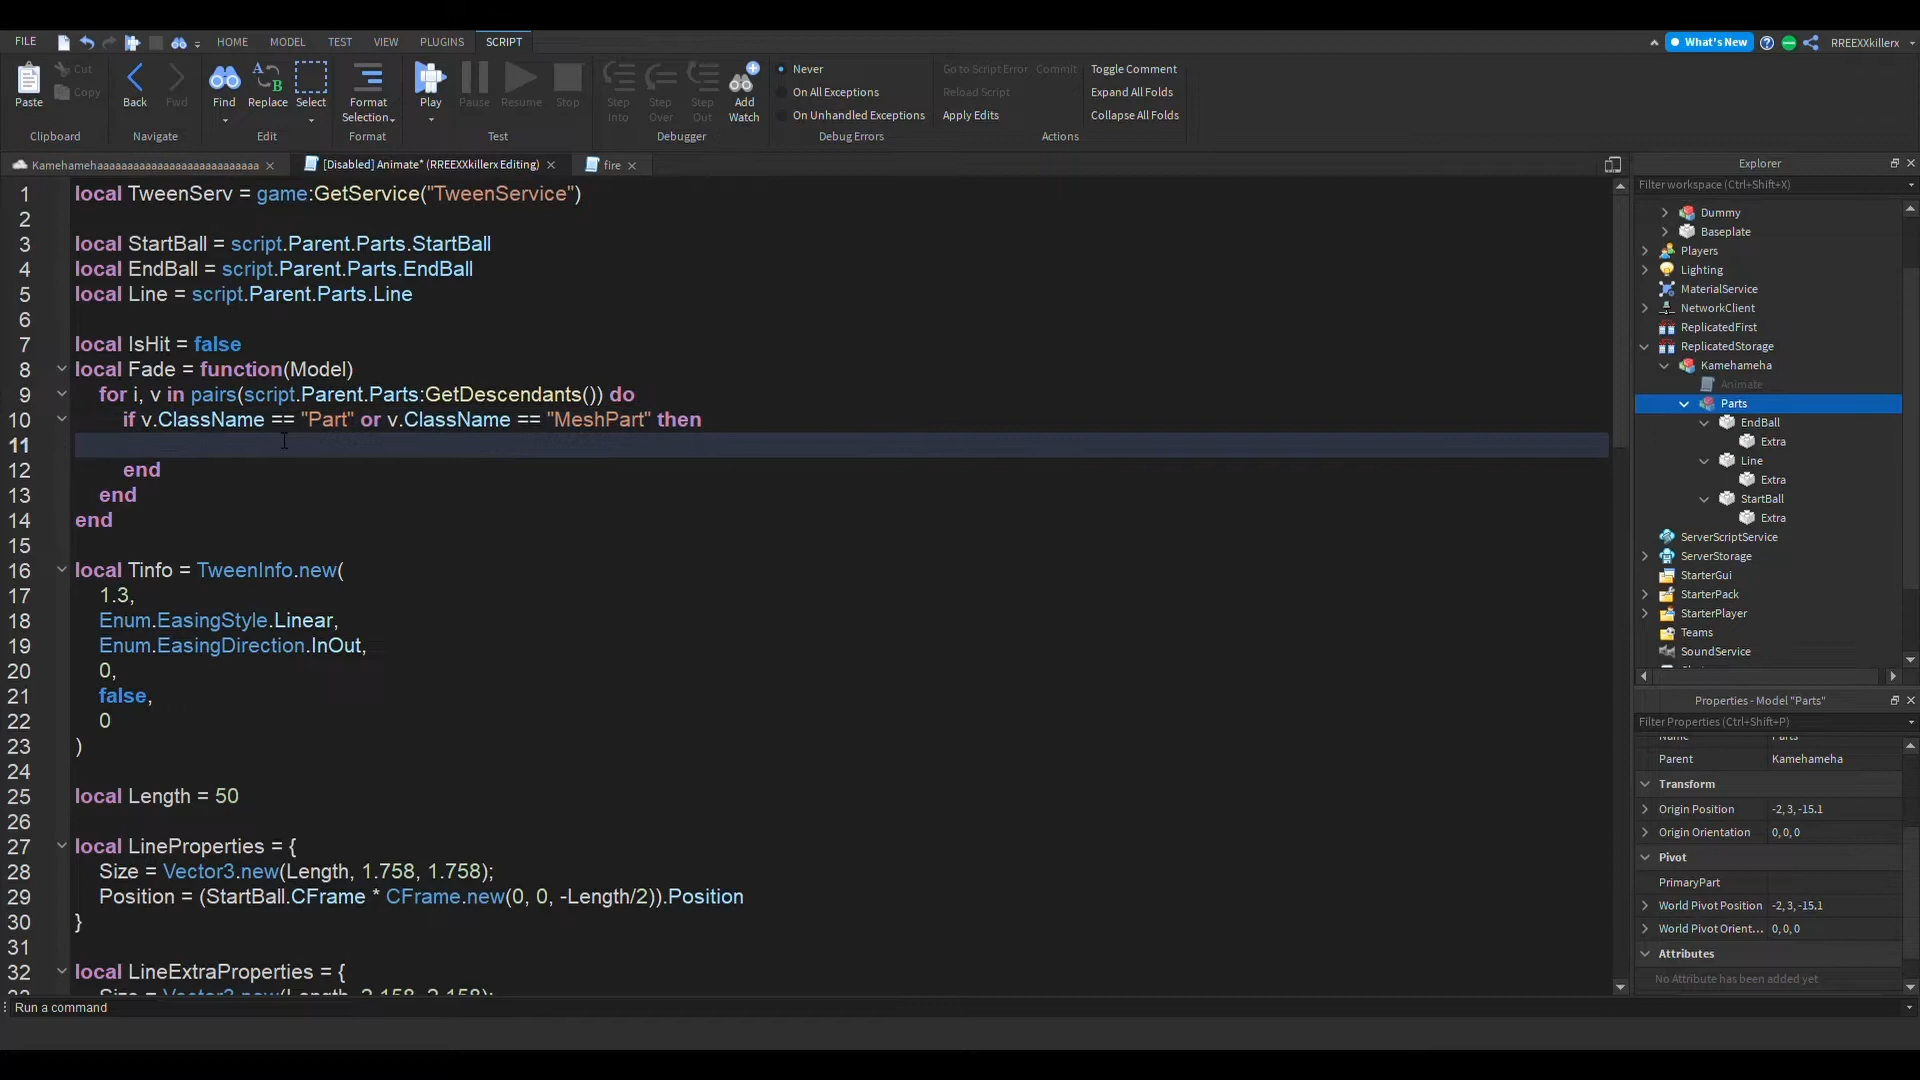 FILE HOME MODEL TEST VIEW PLUGINS SCRIPT What's New RREEXXkillerx
Paste Cut Copy Back Fwd Find Replace Select Format Selection Play Pause Resume Stop Step Into Step Over Step Out Add Watch
Never Go to Script Error Commit Toggle Comment
On All Exceptions Reload Script Expand All Folds
On Unhandled Exceptions Apply Edits Collapse All Folds
Clipboard Navigate Edit Format Test Debugger Debug Errors Actions
Kamehamehaaaaaaaaaaaaaaaaaaaaaaaaaaaa [Disabled] Animate* (RREEXXkillerx Editing) fire
1 local TweenServ = game:GetService("TweenService")
2
3 local StartBall = script.Parent.Parts.StartBall
4 local EndBall = script.Parent.Parts.EndBall
5 local Line = script.Parent.Parts.Line
6
7 local IsHit = false
8 local Fade = function(Model)
9 for i, v in pairs(script.Parent.Parts:GetDescendants()) do
10 if v.ClassName == "Part" or v.ClassName == "MeshPart" then
11
12 end
13 end
14 end
15
16 local Tinfo = TweenInfo.new(
17 1.3,
18 Enum.EasingStyle.Linear,
19 Enum.EasingDirection.InOut,
20 0,
21 false,
22 0
23 )
24
25 local Length = 50
26
27 local LineProperties = {
28 Size = Vector3.new(Length, 1.758, 1.758);
29 Position = (StartBall.CFrame * CFrame.new(0, 0, -Length/2)).Position
30 }
31
32 local LineExtraProperties = {
33 Size = Vector3.new(Length, 2.158, 2.158);
Run a command
Explorer
Filter workspace (Ctrl+Shift+X)
Dummy
Baseplate
Players
Lighting
MaterialService
NetworkClient
ReplicatedFirst
ReplicatedStorage
Kamehameha
Animate
Parts
EndBall
Extra
Line
Extra
StartBall
Extra
ServerScriptService
ServerStorage
StarterGui
StarterPack
StarterPlayer
Teams
SoundService
Properties - Model "Parts"
Filter Properties (Ctrl+Shift+P)
Name Parts
Parent Kamehameha
Transform
Origin Position -2, 3, -15.1
Origin Orientation 0, 0, 0
Pivot
PrimaryPart
World Pivot Position -2, 3, -15.1
World Pivot Orient... 0, 0, 0
Attributes
No Attribute has been added yet